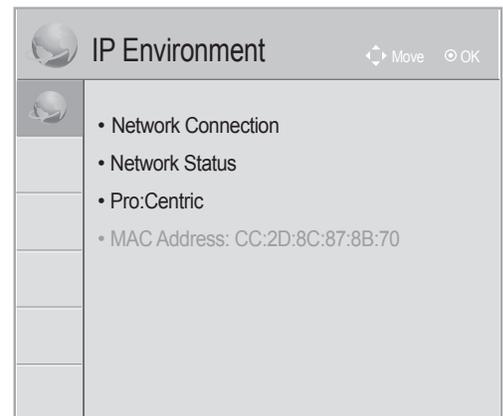 IP Environment
Move OK
• Network Connection
• Network Status
• Pro:Centric
• MAC Address: CC:2D:8C:87:8B:70